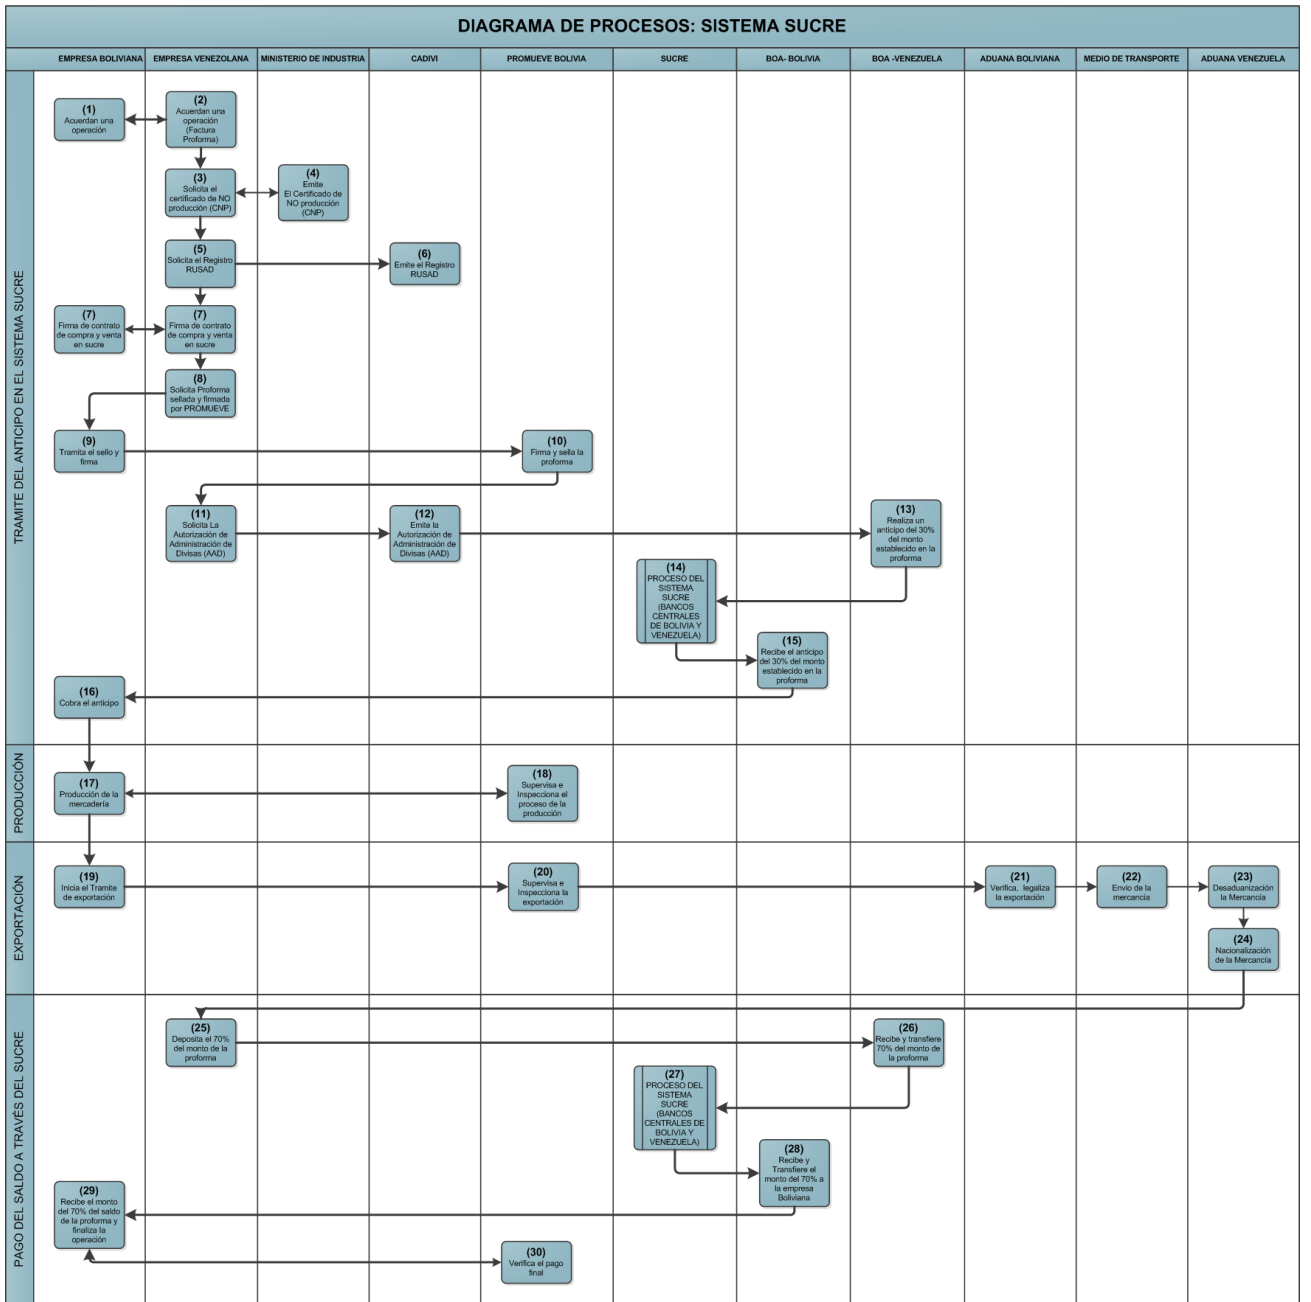 DIAGRAMA DE PROCESOS: SISTEMA SUCRE
EMPRESA BOLIVIANA
EMPRESA VENEZOLANA
MINISTERIO DE INDUSTRIA
CADIVI
PROMUEVE BOLIVIA
SUCRE
BOA- BOLIVIA
BOA -VENEZUELA
ADUANA BOLIVIANA
MEDIO DE TRANSPORTE
ADUANA VENEZUELA
TRAMITE DEL ANTICIPO EN EL SISTEMA SUCRE
(1)
Acuerdan una
operación
(2)
Acuerdan una
operación
(Factura
Proforma)
(3)
Solicita el
certificado de NO
producción (CNP)
(4)
Emite
El Certificado de
NO producción
(CNP)
(5)
Solicita el Registro
RUSAD
(6)
Emite el Registro
RUSAD
(7)
Firma de contrato
de compra y venta
en sucre
(7)
Firma de contrato
de compra y venta
en sucre
(8)
Solicita Proforma
sellada y firmada
por PROMUEVE
(9)
Tramita el sello y
firma
(10)
Firma y sella la
proforma
(11)
Solicita La
Autorización de
Administración de
Divisas (AAD)
(12)
Emite la
Autorización de
Administración de
Divisas (AAD)
(13)
Realiza un
anticipo del 30%
del monto
establecido en la
proforma
(14)
PROCESO DEL
SISTEMA
SUCRE
(BANCOS
CENTRALES
DE BOLIVIA Y
VENEZUELA)
(15)
Recibe el anticipo
del 30% del monto
establecido en la
proforma
(16)
Cobra el anticipo
PRODUCCIÓN
(17)
Producción de la
mercadería
(18)
Supervisa e
Inspecciona el
proceso de la
producción
EXPORTACIÓN
(19)
Inicia el Tramite
de exportación
(20)
Supervisa e
Inspecciona la
exportación
(21)
Verifica, legaliza
la exportación
(22)
Envio de la
mercancía
(23)
Desaduanización
la Mercancía
(24)
Nacionalización
de la Mercancía
PAGO DEL SALDO A TRAVÉS DEL SUCRE
(25)
Deposita el 70%
del monto de la
proforma
(26)
Recibe y transfiere
70% del monto de
la proforma
(27)
PROCESO DEL
SISTEMA
SUCRE
(BANCOS
CENTRALES DE
BOLIVIA Y
VENEZUELA)
(28)
Recibe y
Transfiere el
monto del 70% a
la empresa
Boliviana
(29)
Recibe el monto
del 70% del saldo
de la proforma y
finaliza la
operación
(30)
Verifica el pago
final